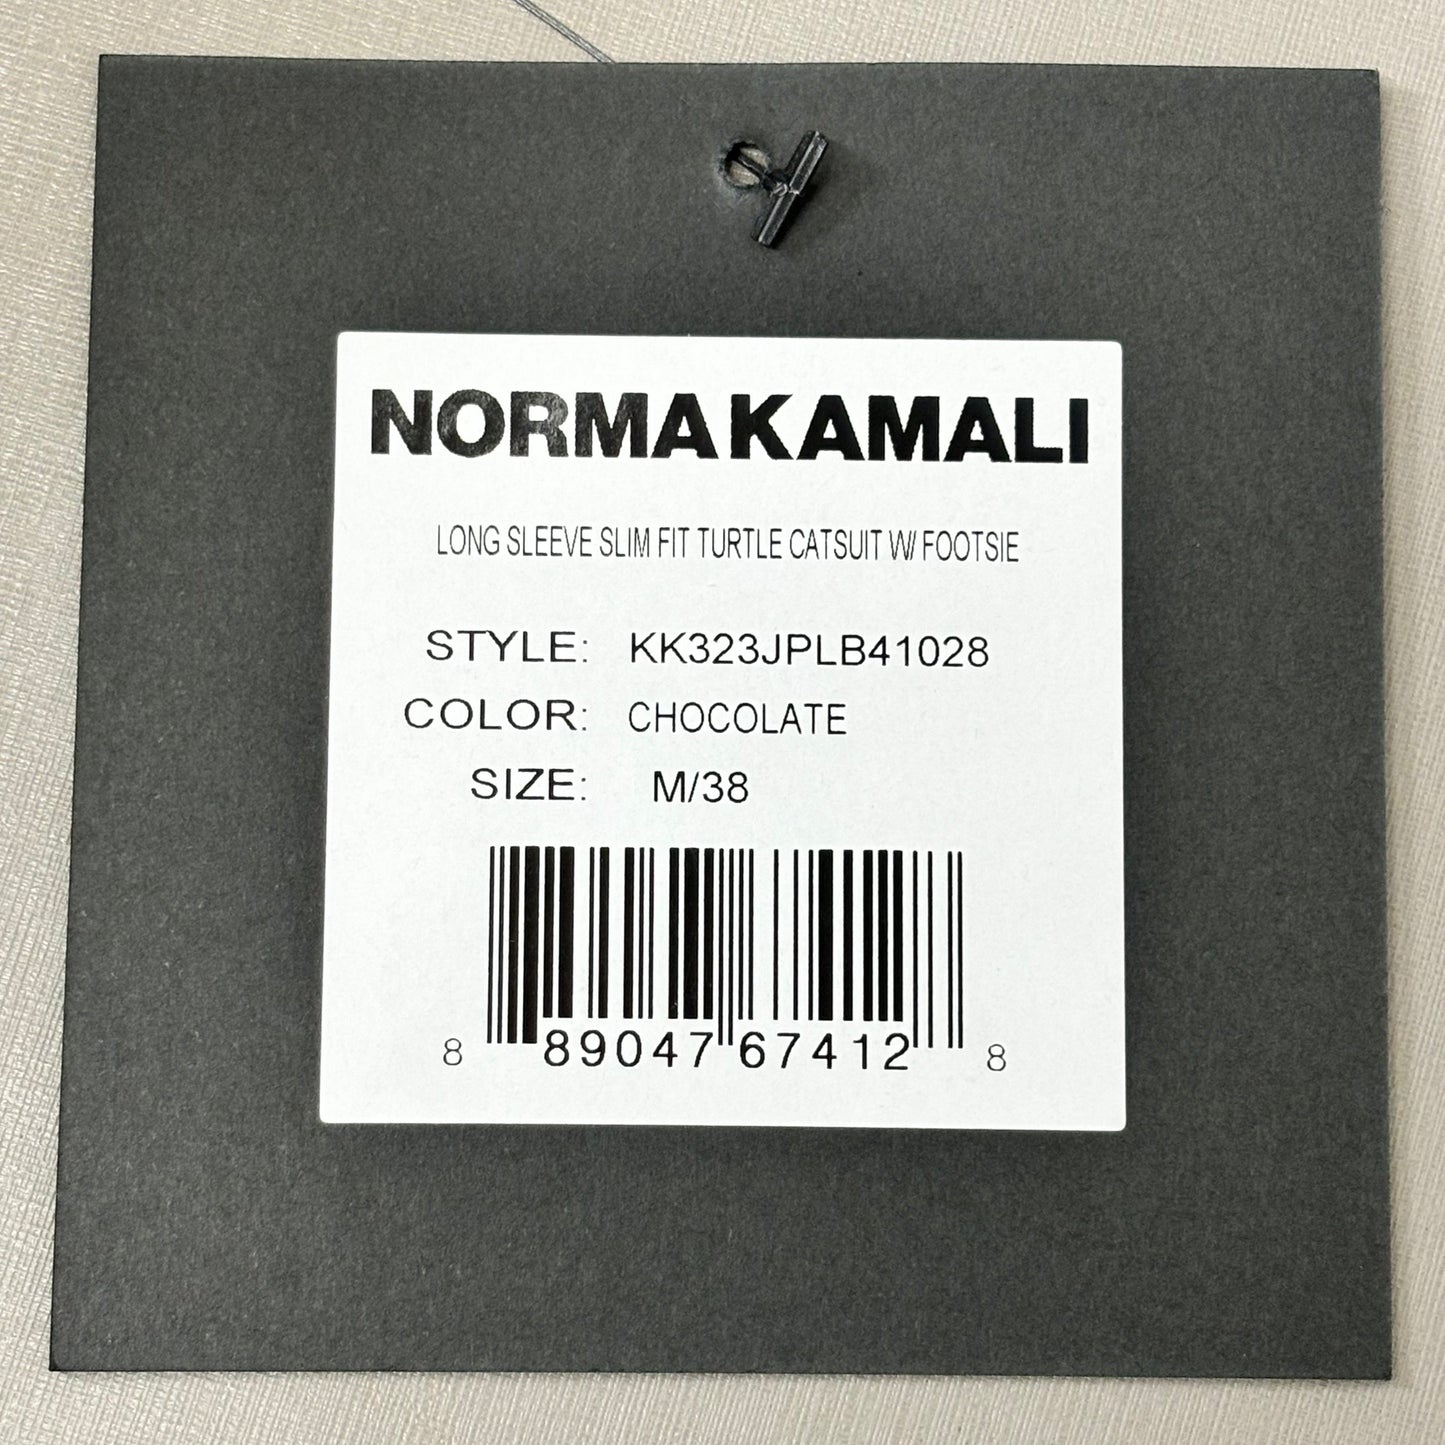 NORMA KAMALI
LONG SLEEVE SLIM FIT TURTLE CATSUIT W/ FOOTSIE
STYLE: KK323JPLB41028
COLOR: CHOCOLATE
SIZE: M/38
8 89047 67412 8